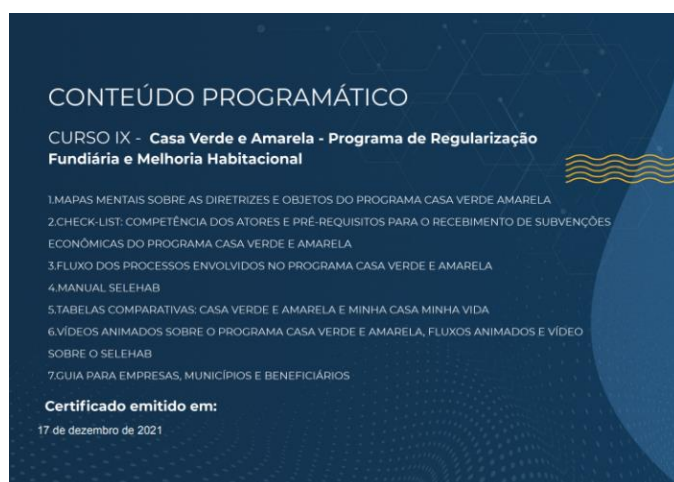 CONTEÚDO PROGRAMÁTICO
CURSO IX - Casa Verde e Amarela - Programa de Regularização
Fundiária e Melhoria Habitacional
1.MAPAS MENTAIS SOBRE AS DIRETRIZES E OBJETOS DO PROGRAMA CASA VERDE AMARELA
2.CHECK-LIST: COMPETÊNCIA DOS ATORES E PRÉ-REQUISITOS PARA O RECEBIMENTO DE SUBVENÇÕES
ECONÔMICAS DO PROGRAMA CASA VERDE E AMARELA
3.FLUXO DOS PROCESSOS ENVOLVIDOS NO PROGRAMA CASA VERDE E AMARELA
4.MANUAL SELEHAB
5.TABELAS COMPARATIVAS: CASA VERDE E AMARELA E MINHA CASA MINHA VIDA
6.VÍDEOS ANIMADOS SOBRE O PROGRAMA CASA VERDE E AMARELA, FLUXOS ANIMADOS E VÍDEO
SOBRE O SELEHAB
7.GUIA PARA EMPRESAS, MUNICÍPIOS E BENEFICIÁRIOS
Certificado emitido em:
17 de dezembro de 2021